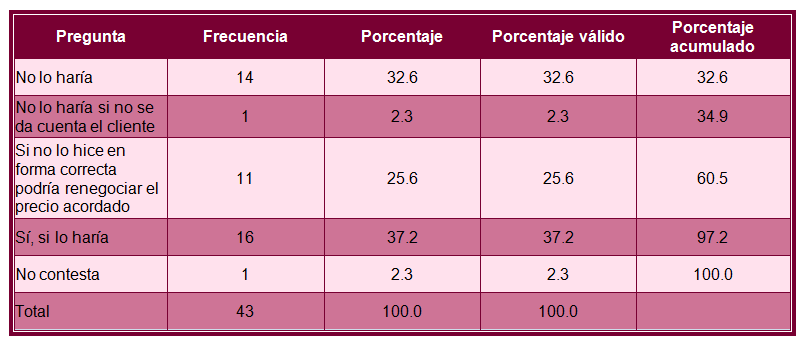 Pregunta Frecuencia Porcentaje Porcentaje válido Porcentaje
acumulado
No lo haría 14 32.6 32.6 32.6
No lo haría si no se
da cuenta el cliente 1 2.3 2.3 34.9
Si no lo hice en
forma correcta
podría renegociar el
precio acordado 11 25.6 25.6 60.5
Sí, si lo haría 16 37.2 37.2 97.2
No contesta 1 2.3 2.3 100.0
Total 43 100.0 100.0